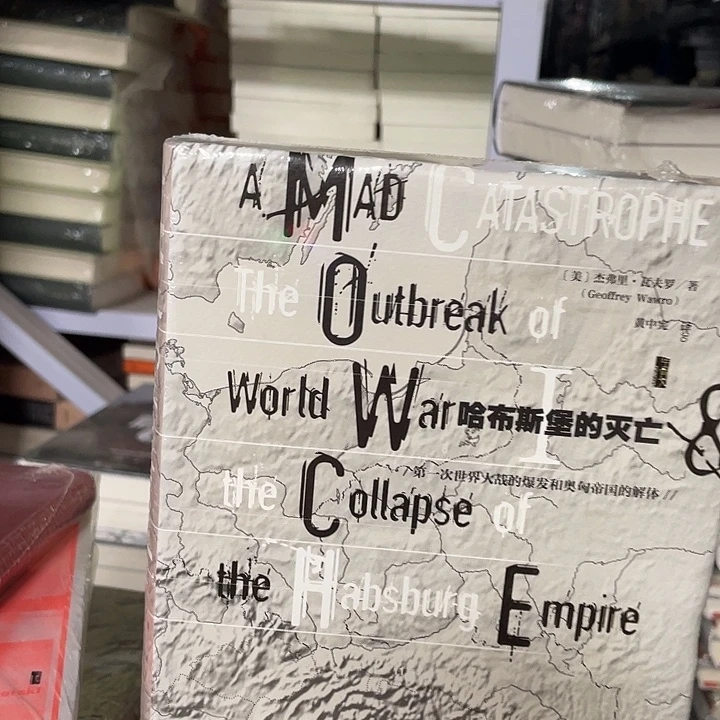 A MAD CATASTROPHE
〔美〕杰弗里·瓦夫罗/著
(Geoffrey Wawro)
The Outbreak of
黄中宪 译
World War I
哈布斯堡的灭亡
//第一次世界大战的爆发和奥匈帝国的解体//
the Collapse of
the Habsburg Empire